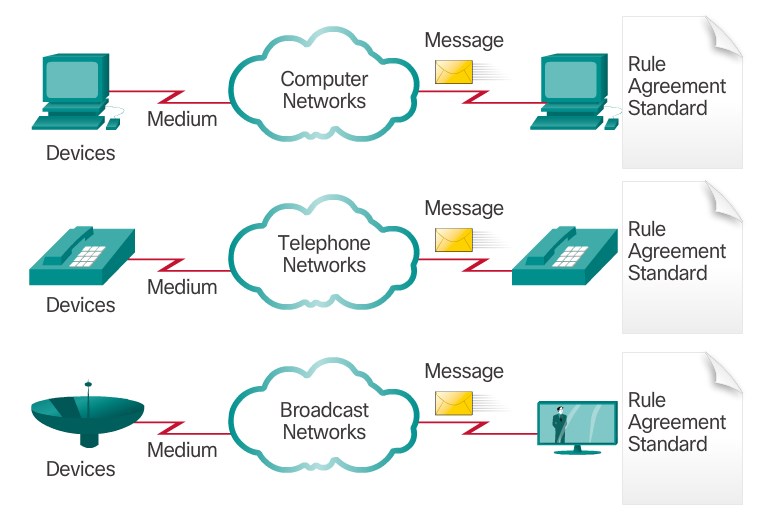 Message
Computer
Networks
Rule
Agreement
Standard
Medium
Devices
Message
Telephone
Networks
Rule
Agreement
Standard
Medium
Devices
Message
Broadcast
Networks
Rule
Agreement
Standard
Medium
Devices